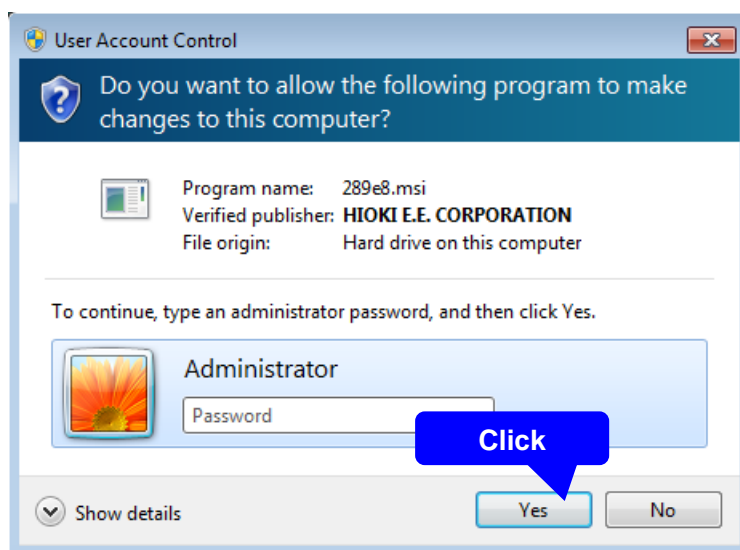 User Account Control
Do you want to allow the following program to make
changes to this computer?
Program name: 289e8.msi
Verified publisher: HIOKI E.E. CORPORATION
File origin: Hard drive on this computer
To continue, type an administrator password, and then click Yes.
Administrator
Password
Click
Show details
Yes
No